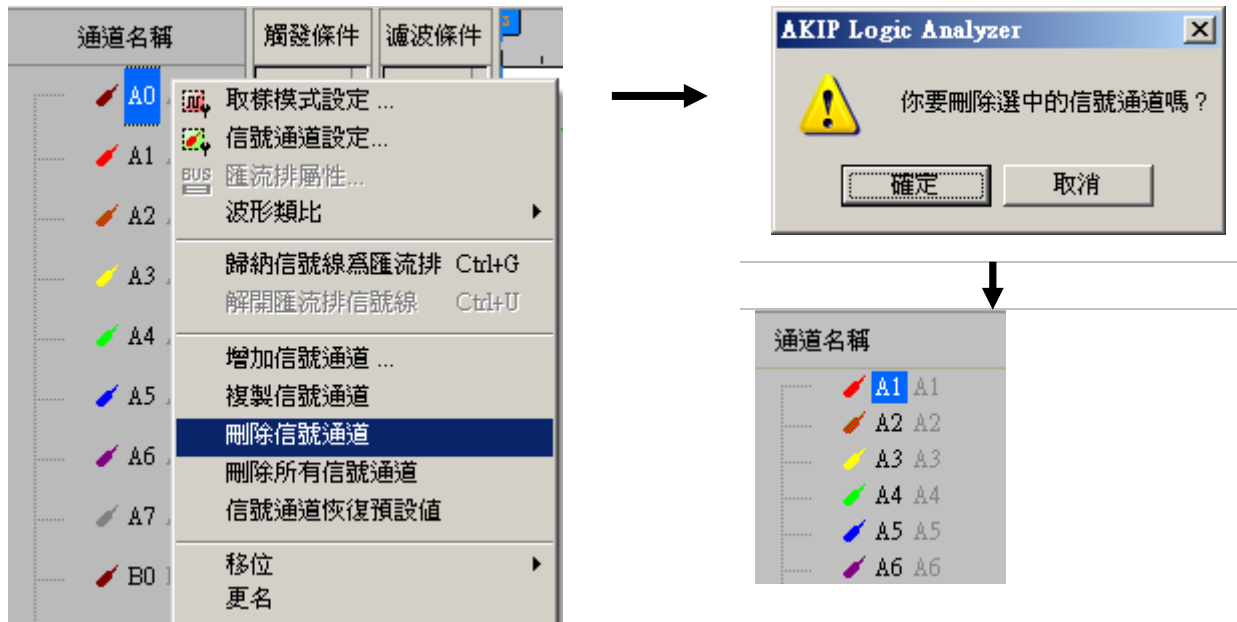 通道名稱 觸發條件 濾波條件
A0
A1
A2
A3
A4
A5
A6
A7
B0
取樣模式設定 ...
信號通道設定...
BUS 匯流排屬性...
波形類比
歸納信號線爲匯流排 Ctrl+G
解開匯流排信號線 Ctrl+U
增加信號通道 ...
複製信號通道
刪除信號通道
刪除所有信號通道
信號通道恢復預設值
移位
更名
AKIP Logic Analyzer
你要刪除選中的信號通道嗎？
確定 取消
通道名稱
A1 A1
A2 A2
A3 A3
A4 A4
A5 A5
A6 A6